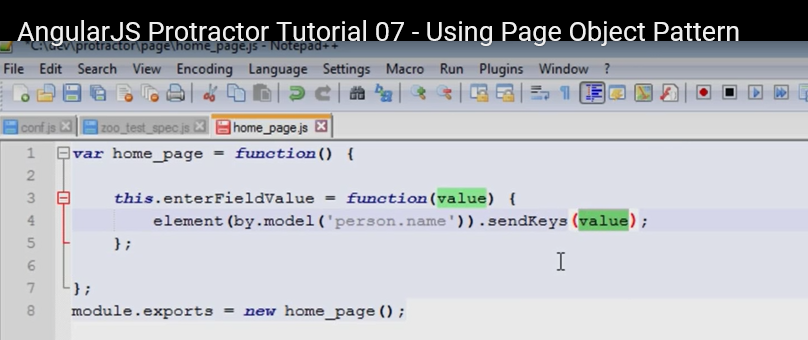 AngularJS Protractor Tutorial 07 - Using Page Object Pattern
*C:\dev\protractor\page\home_page.js - Notepad++
File Edit Search View Encoding Language Settings Macro Run Plugins Window ?
conf.js zoo_test_spec.js home_page.js
1 var home_page = function() {
2
3 this.enterFieldValue = function(value) {
4 element(by.model('person.name')).sendKeys(value);
5 };
6
7 };
8 module.exports = new home_page();